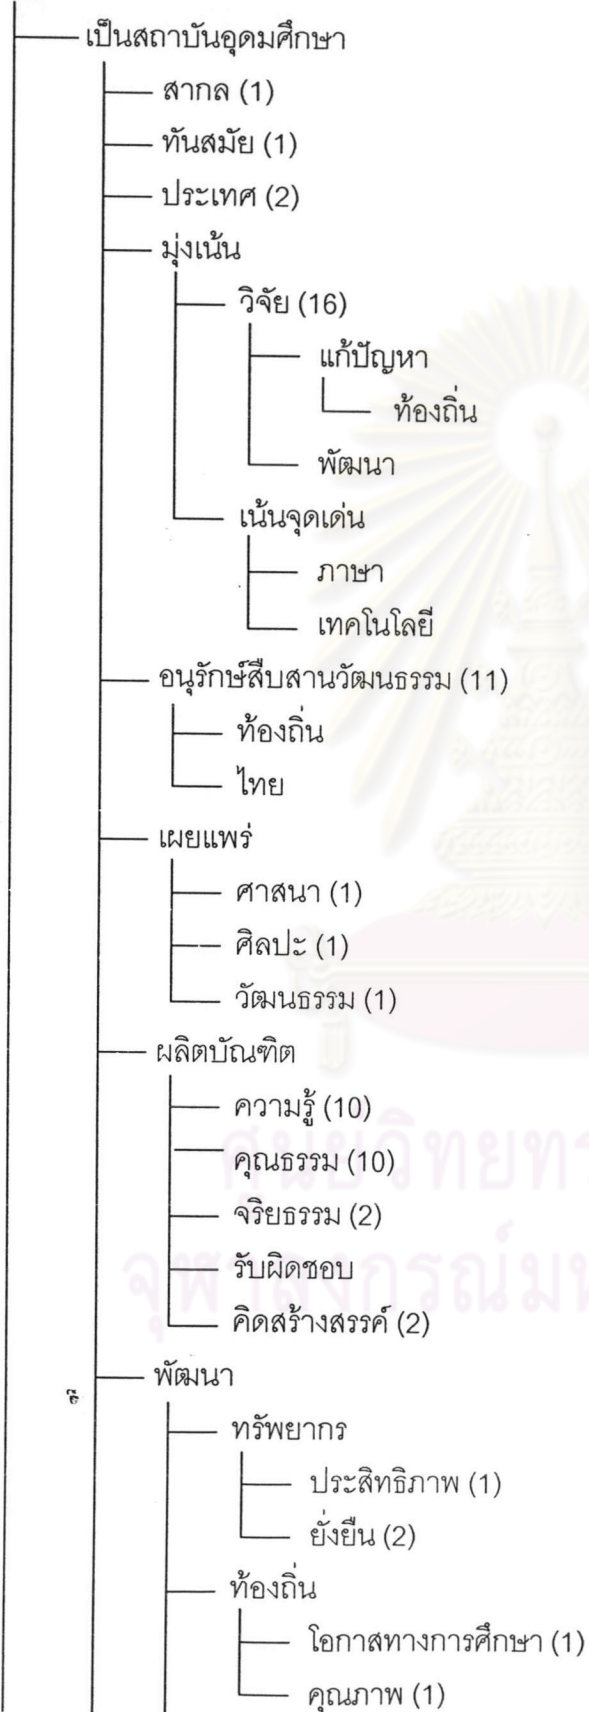 เป็นสถาบันอุดมศึกษา
สากล (1)
ทันสมัย (1)
ประเทศ (2)
มุ่งเน้น
วิจัย (16)
แก้ปัญหา
ท้องถิ่น
พัฒนา
เน้นจุดเด่น
ภาษา
เทคโนโลยี
อนุรักษ์สืบสานวัฒนธรรม (11)
ท้องถิ่น
ไทย
เผยแพร่
ศาสนา (1)
ศิลปะ (1)
วัฒนธรรม (1)
ผลิตบัณฑิต
ความรู้ (10)
คุณธรรม (10)
จริยธรรม (2)
รับผิดชอบ
คิดสร้างสรรค์ (2)
พัฒนา
ทรัพยากร
ประสิทธิภาพ (1)
ยั่งยืน (2)
ท้องถิ่น
โอกาสทางการศึกษา (1)
คุณภาพ (1)